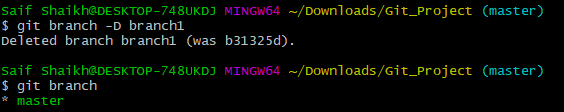 Saif Shaikh@DESKTOP-748UKDJ MINGW64 ~/Downloads/Git_Project (master)
$ git branch -D branch1
Deleted branch branch1 (was b31325d).
Saif Shaikh@DESKTOP-748UKDJ MINGW64 ~/Downloads/Git_Project (master)
$ git branch
* master